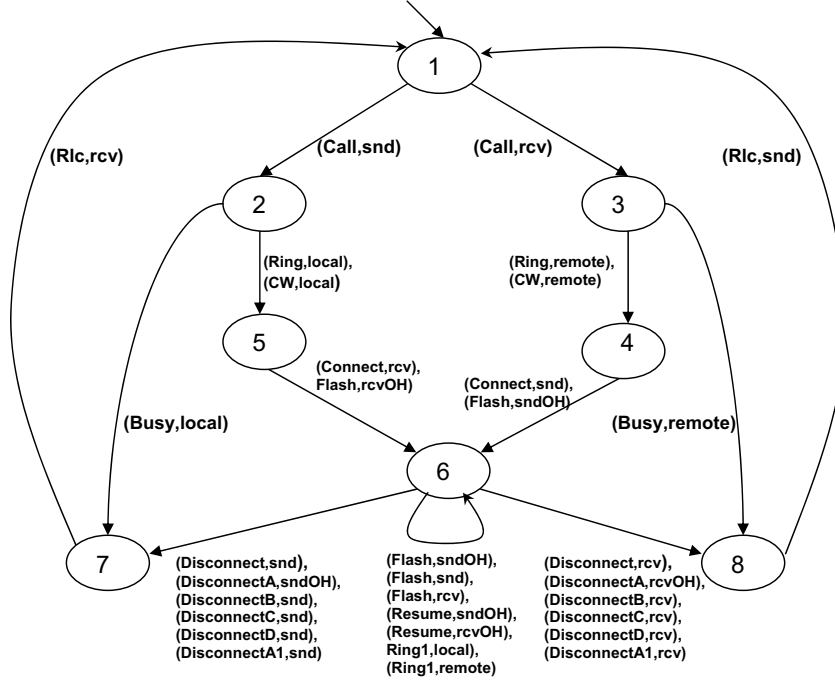 1
(Call,snd)
(Call,rcv)
(Rlc,rcv)
(Rlc,snd)
2
3
(Ring,local),
(CW,local)
(Ring,remote),
(CW,remote)
5
4
(Connect,rcv),
Flash,rcvOH)
(Connect,snd),
(Flash,sndOH)
(Busy,local)
(Busy,remote)
6
7
8
(Disconnect,snd),
(DisconnectA,sndOH),
(DisconnectB,snd),
(DisconnectC,snd),
(DisconnectD,snd),
(DisconnectA1,snd)
(Flash,sndOH),
(Flash,snd),
(Flash,rcv),
(Resume,sndOH),
(Resume,rcvOH),
Ring1,local),
(Ring1,remote)
(Disconnect,rcv),
(DisconnectA,rcvOH),
(DisconnectB,rcv),
(DisconnectC,rcv),
(DisconnectD,rcv),
(DisconnectA1,rcv)